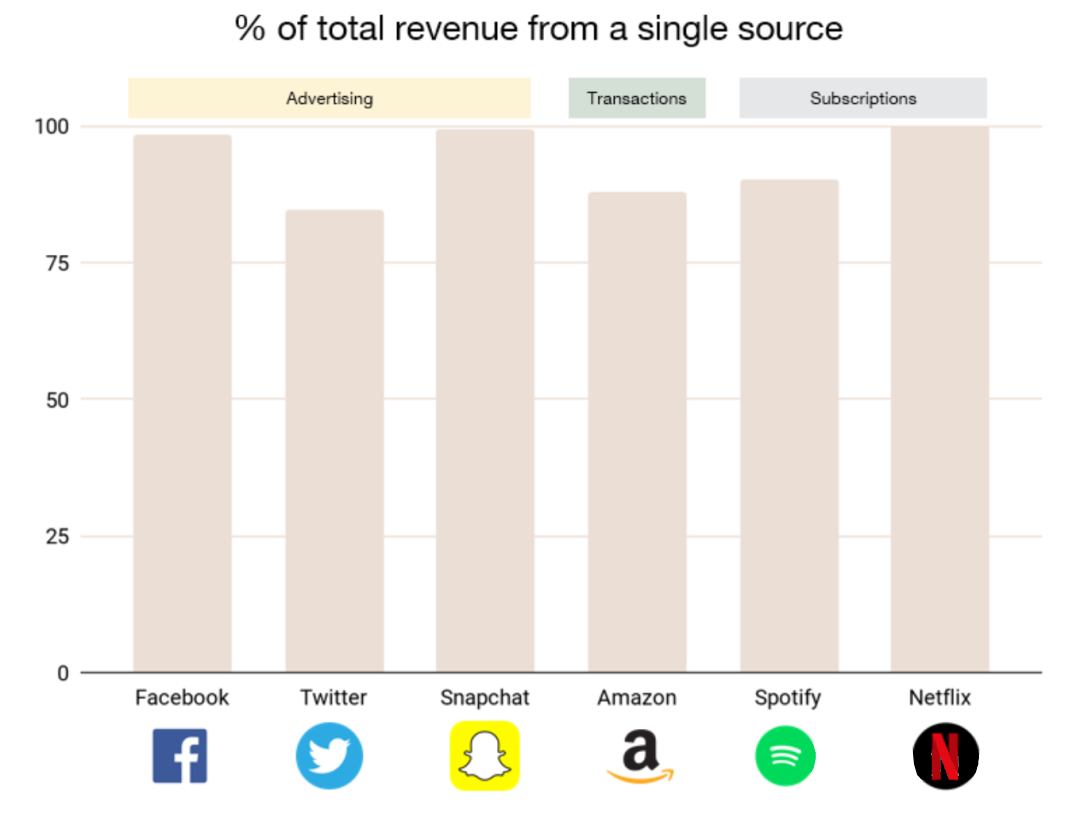 % of total revenue from a single source
Advertising Transactions Subscriptions
100
75
50
25
0
Facebook Twitter Snapchat Amazon Spotify Netflix
f a N